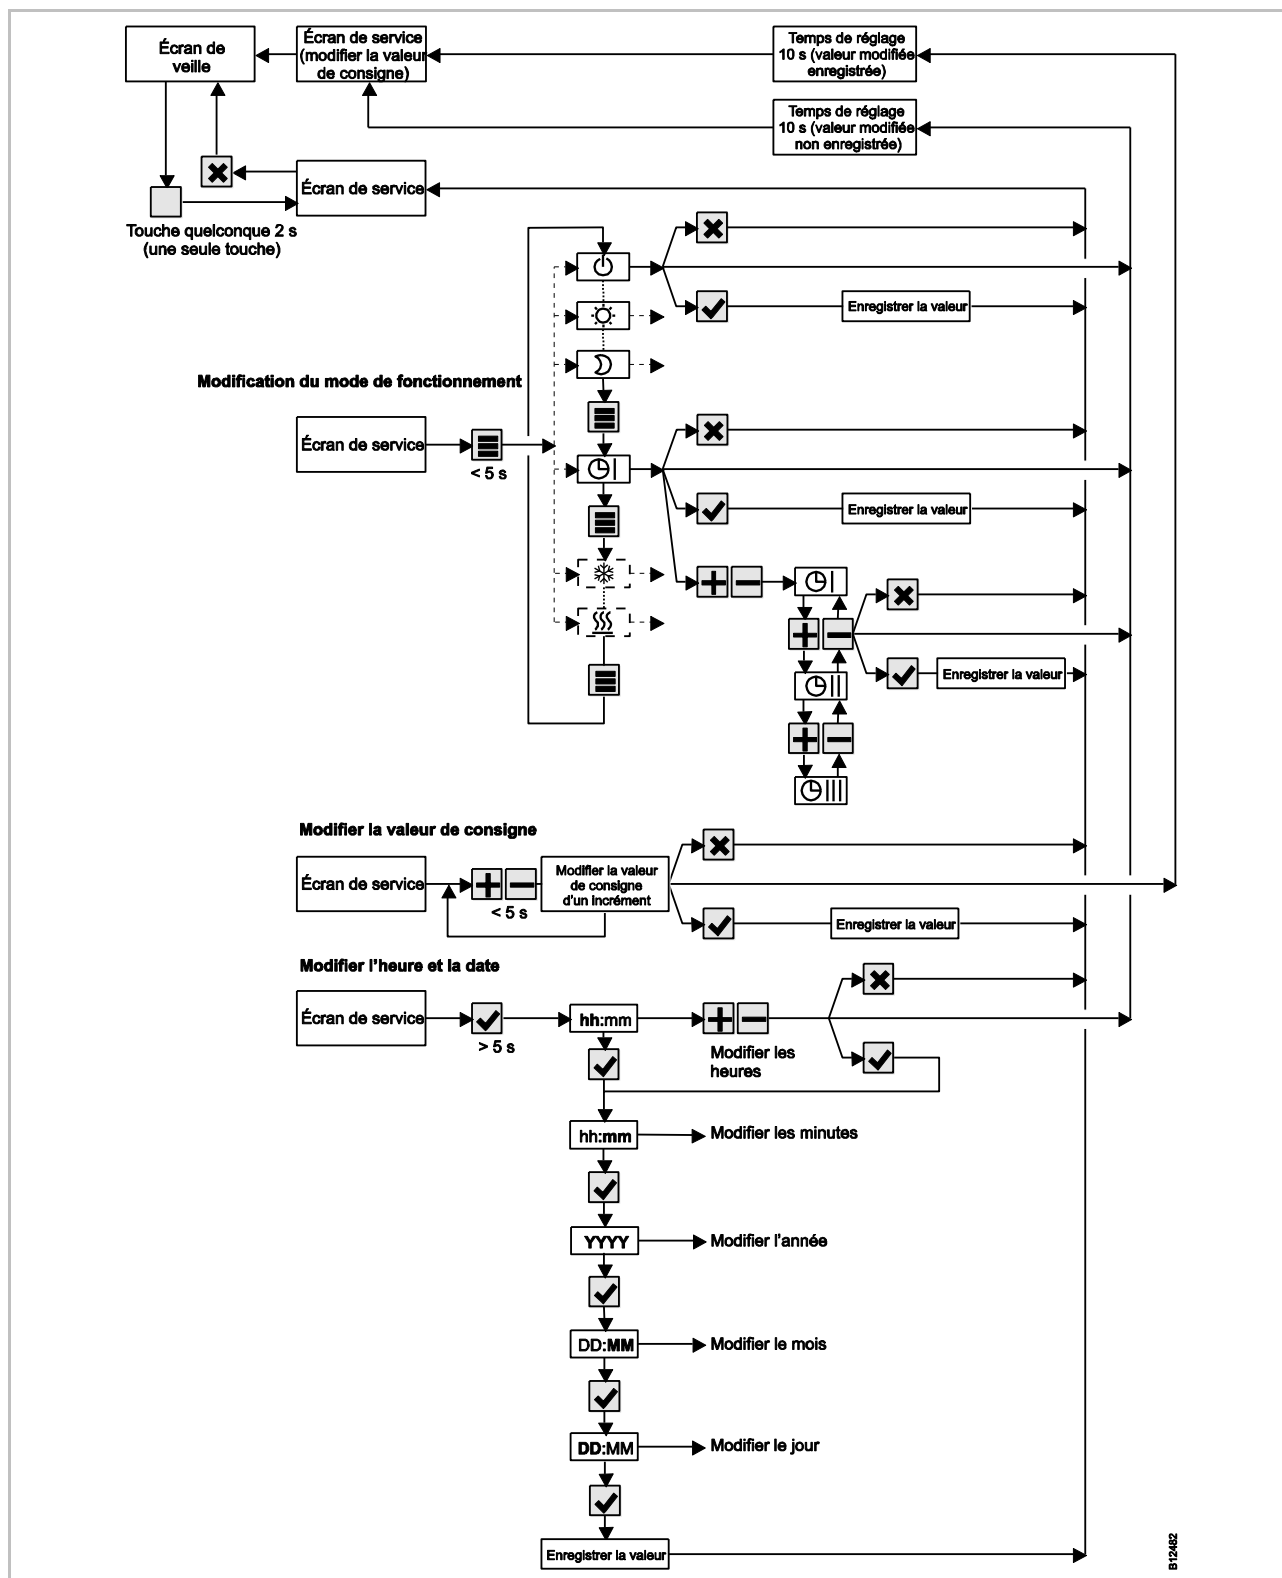 Écran de
veille
Écran de service
(modifier la valeur
de consigne)
Temps de réglage
10 s (valeur modifiée
enregistrée)
Temps de réglage
10 s (valeur modifiée
non enregistrée)
Écran de service
Touche quelconque 2 s
(une seule touche)
Enregistrer la valeur
Modification du mode de fonctionnement
Écran de service
< 5 s
Enregistrer la valeur
Enregistrer la valeur
Modifier la valeur de consigne
Écran de service
< 5 s
Modifier la valeur
de consigne
d'un incrément
Enregistrer la valeur
Modifier l'heure et la date
Écran de service
> 5 s
hh:mm
Modifier les
heures
hh:mm
Modifier les minutes
YYYY
Modifier l'année
DD:MM
Modifier le mois
DD:MM
Modifier le jour
Enregistrer la valeur
B12482